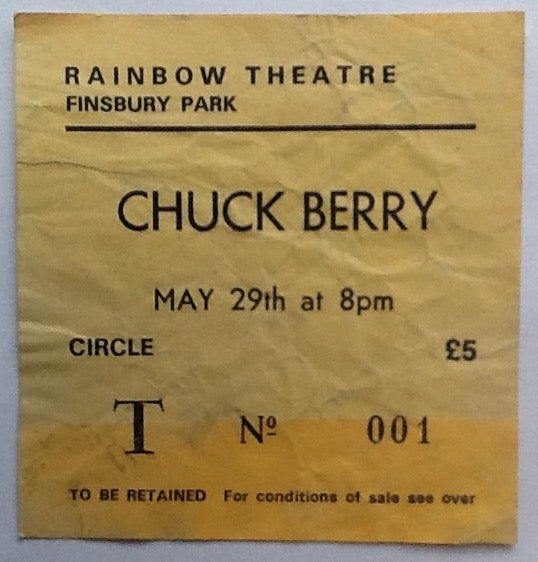 RAINBOW THEATRE
FINSBURY PARK
CHUCK BERRY
MAY 29th at 8pm
CIRCLE £5
T Nº 001
TO BE RETAINED For conditions of sale see over